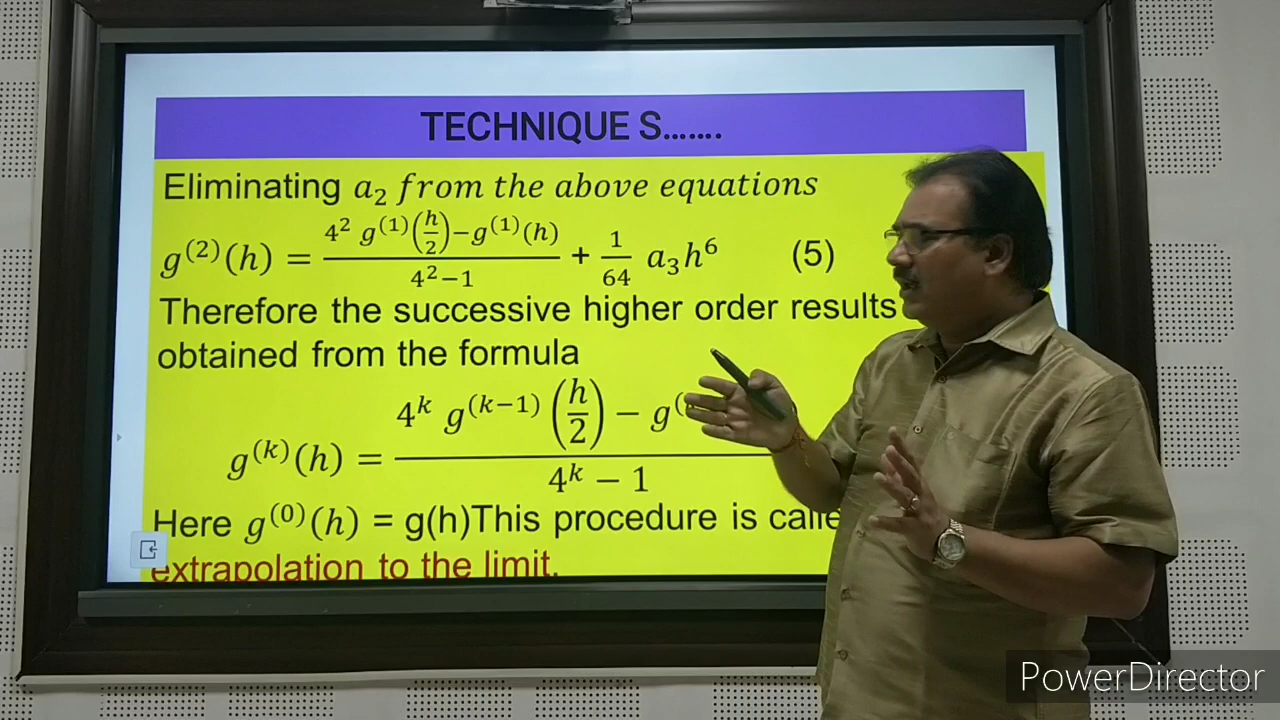 TECHNIQUE S.......
Eliminating a₂ from the above equations
g⁽²⁾(h) = (4² g⁽¹⁾(h/2) − g⁽¹⁾(h)) / (4² − 1) + 1/64 a₃h⁶ (5)
Therefore the successive higher order results
obtained from the formula
g⁽ᵏ⁾(h) = (4ᵏ g⁽ᵏ⁻¹⁾(h/2) − g⁽ / (4ᵏ − 1)
Here g⁽⁰⁾(h) = g(h)This procedure is calle
extrapolation to the limit.
PowerDirector